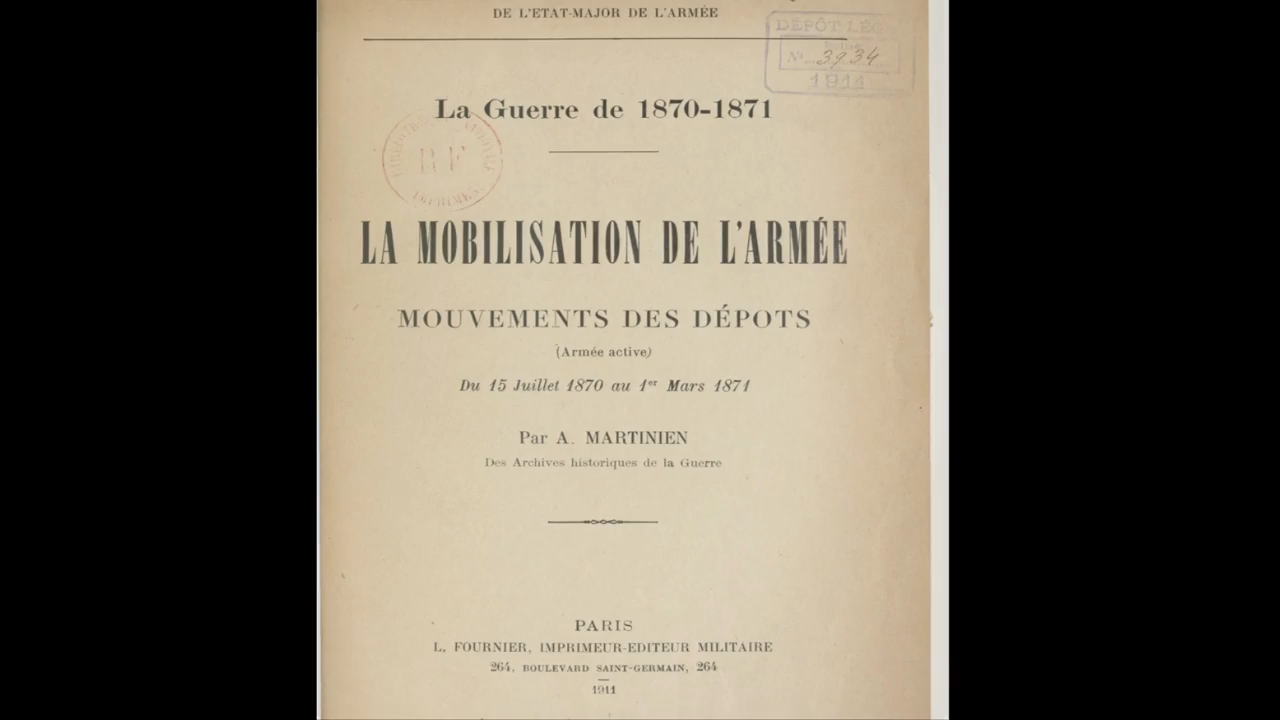 DE L'ETAT-MAJOR DE L'ARMÉE
DÉPÔT LÉG
No 3934
1911
La Guerre de 1870-1871
R F
LA MOBILISATION DE L'ARMÉE
MOUVEMENTS DES DÉPOTS
(Armée active)
Du 15 Juillet 1870 au 1er Mars 1871
Par A. MARTINIEN
Des Archives historiques de la Guerre
PARIS
L. FOURNIER, IMPRIMEUR-EDITEUR MILITAIRE
264, BOULEVARD SAINT-GERMAIN, 264
1911